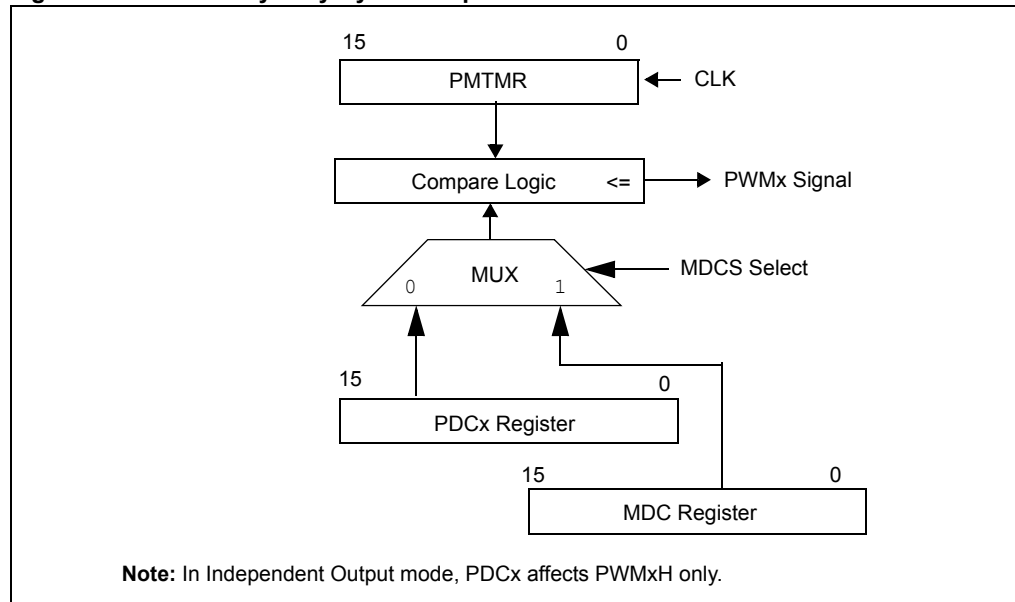 15 0
PMTMR
CLK
Compare Logic <=
PWMx Signal
MUX
0 1
MDCS Select
15 0
PDCx Register
15 0
MDC Register
Note: In Independent Output mode, PDCx affects PWMxH only.